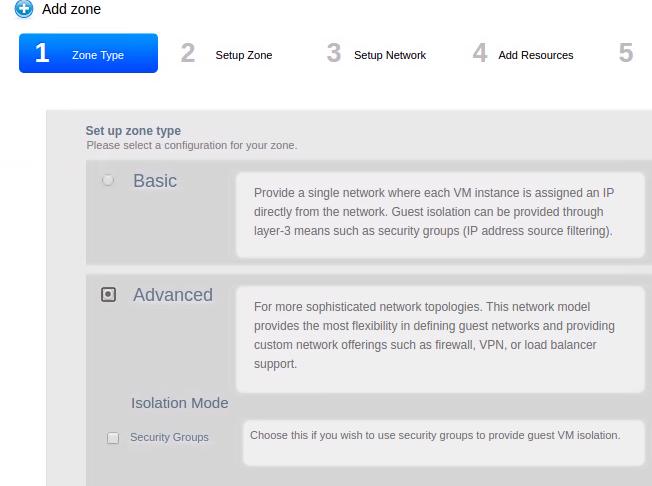 Add zone
1 Zone Type 2 Setup Zone 3 Setup Network 4 Add Resources 5
Set up zone type
Please select a configuration for your zone.
Basic
Provide a single network where each VM instance is assigned an IP
directly from the network. Guest isolation can be provided through
layer-3 means such as security groups (IP address source filtering).
Advanced
For more sophisticated network topologies. This network model
provides the most flexibility in defining guest networks and providing
custom network offerings such as firewall, VPN, or load balancer
support.
Isolation Mode
Security Groups
Choose this if you wish to use security groups to provide guest VM isolation.